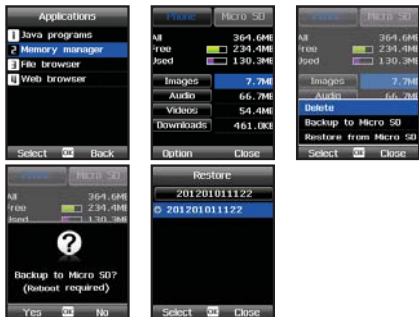 Applications
1 Java programs
2 Memory manager
3 File browser
4 Web browser
Select OK Back
Phone Micro SD
All 364.6MB
Free 234.4MB
Used 130.3MB
Images 7.7MB
Audio 66.7MB
Videos 54.4MB
Downloads 461.0KB
Option Close
Phone Micro SD
All 364.6MB
Free 234.4MB
Used 130.3MB
Images 7.7MB
Audio 66.7MB
Delete
Backup to Micro SD
Restore from Micro SD
Select OK Close
Phone Micro SD
All 364.6MB
Free 234.4MB
Used 130.3MB
Backup to Micro SD?
(Reboot required)
Yes OK No
Restore
201201011122
201201011122
Select OK Close